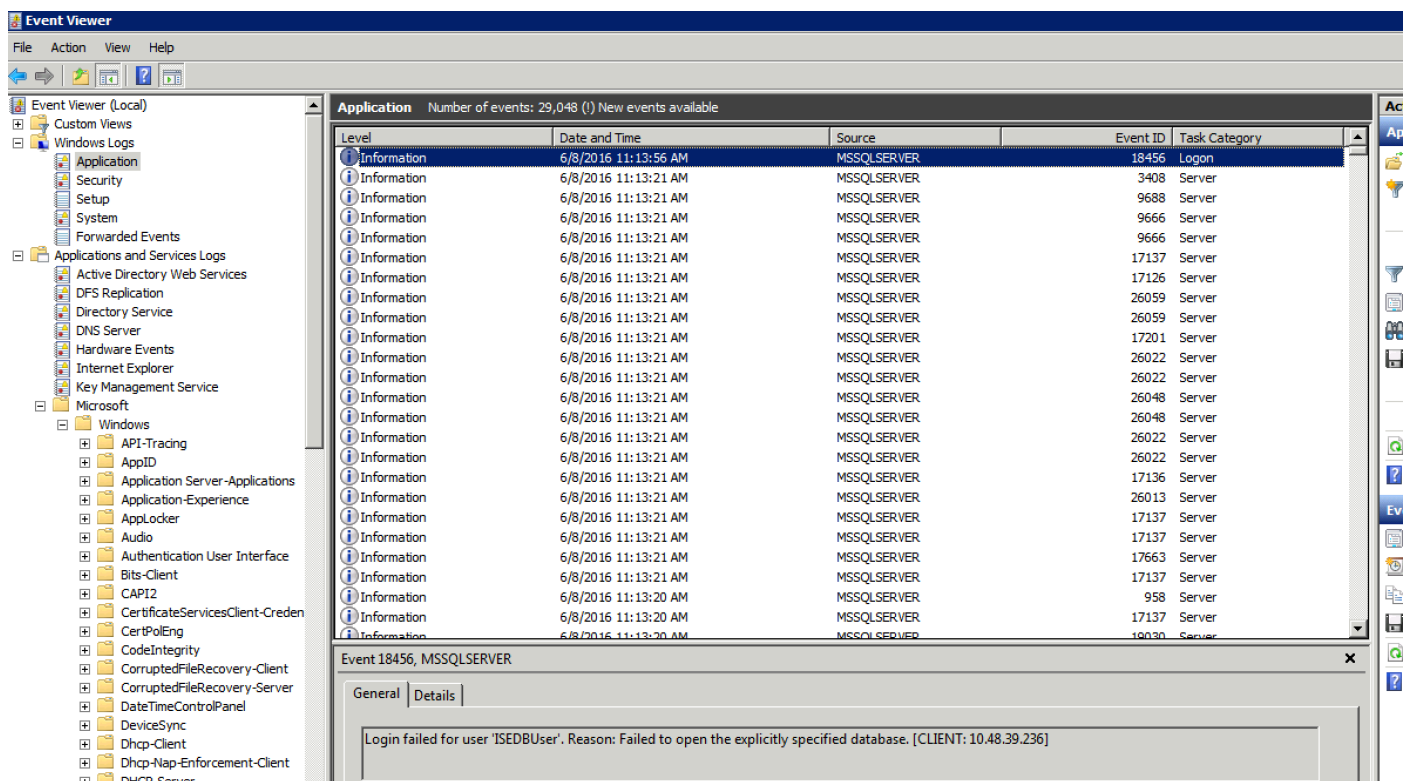 Event Viewer
File Action View Help
Event Viewer (Local)
Custom Views
Windows Logs
Application
Security
Setup
System
Forwarded Events
Applications and Services Logs
Active Directory Web Services
DFS Replication
Directory Service
DNS Server
Hardware Events
Internet Explorer
Key Management Service
Microsoft
Windows
API-Tracing
AppID
Application Server-Applications
Application-Experience
AppLocker
Audio
Authentication User Interface
Bits-Client
CAPI2
CertificateServicesClient-Creden
CertPolEng
CodeIntegrity
CorruptedFileRecovery-Client
CorruptedFileRecovery-Server
DateTimeControlPanel
DeviceSync
Dhcp-Client
Dhcp-Nap-Enforcement-Client
DHCP-Server
Application Number of events: 29,048 (!) New events available
Level Date and Time Source Event ID Task Category
Information 6/8/2016 11:13:56 AM MSSQLSERVER 18456 Logon
Information 6/8/2016 11:13:21 AM MSSQLSERVER 3408 Server
Information 6/8/2016 11:13:21 AM MSSQLSERVER 9688 Server
Information 6/8/2016 11:13:21 AM MSSQLSERVER 9666 Server
Information 6/8/2016 11:13:21 AM MSSQLSERVER 9666 Server
Information 6/8/2016 11:13:21 AM MSSQLSERVER 17137 Server
Information 6/8/2016 11:13:21 AM MSSQLSERVER 17126 Server
Information 6/8/2016 11:13:21 AM MSSQLSERVER 26059 Server
Information 6/8/2016 11:13:21 AM MSSQLSERVER 26059 Server
Information 6/8/2016 11:13:21 AM MSSQLSERVER 17201 Server
Information 6/8/2016 11:13:21 AM MSSQLSERVER 26022 Server
Information 6/8/2016 11:13:21 AM MSSQLSERVER 26022 Server
Information 6/8/2016 11:13:21 AM MSSQLSERVER 26048 Server
Information 6/8/2016 11:13:21 AM MSSQLSERVER 26048 Server
Information 6/8/2016 11:13:21 AM MSSQLSERVER 26022 Server
Information 6/8/2016 11:13:21 AM MSSQLSERVER 26022 Server
Information 6/8/2016 11:13:21 AM MSSQLSERVER 17136 Server
Information 6/8/2016 11:13:21 AM MSSQLSERVER 26013 Server
Information 6/8/2016 11:13:21 AM MSSQLSERVER 17137 Server
Information 6/8/2016 11:13:21 AM MSSQLSERVER 17137 Server
Information 6/8/2016 11:13:21 AM MSSQLSERVER 17663 Server
Information 6/8/2016 11:13:21 AM MSSQLSERVER 17137 Server
Information 6/8/2016 11:13:20 AM MSSQLSERVER 958 Server
Information 6/8/2016 11:13:20 AM MSSQLSERVER 17137 Server
Information 6/8/2016 11:13:20 AM MSSQLSERVER 19030 Server
Event 18456, MSSQLSERVER
General Details
Login failed for user 'ISEDBUser'. Reason: Failed to open the explicitly specified database. [CLIENT: 10.48.39.236]
Ac
Ap
Ev